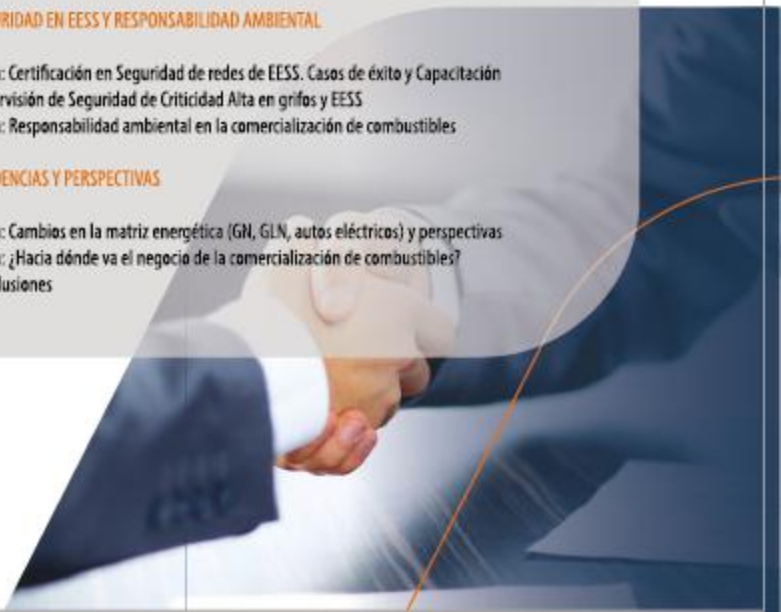 RIDAD EN EESS Y RESPONSABILIDAD AMBIENTAL
: Certificación en Seguridad de redes de EESS. Casos de éxito y Capacitación
rvisión de Seguridad de Criticidad Alta en grifos y EESS
: Responsabilidad ambiental en la comercialización de combustibles
DENCIAS Y PERSPECTIVAS
: Cambios en la matriz energética (GN, GLN, autos eléctricos) y perspectivas
: ¿Hacia dónde va el negocio de la comercialización de combustibles?
lusiones